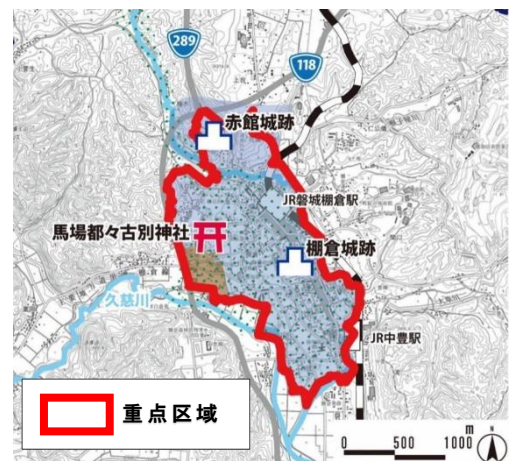 289
118
赤館城跡
JR磐城棚倉駅
馬場都々古別神社
棚倉城跡
久慈川
JR中豊駅
重点区域
m
0 500 1000
N